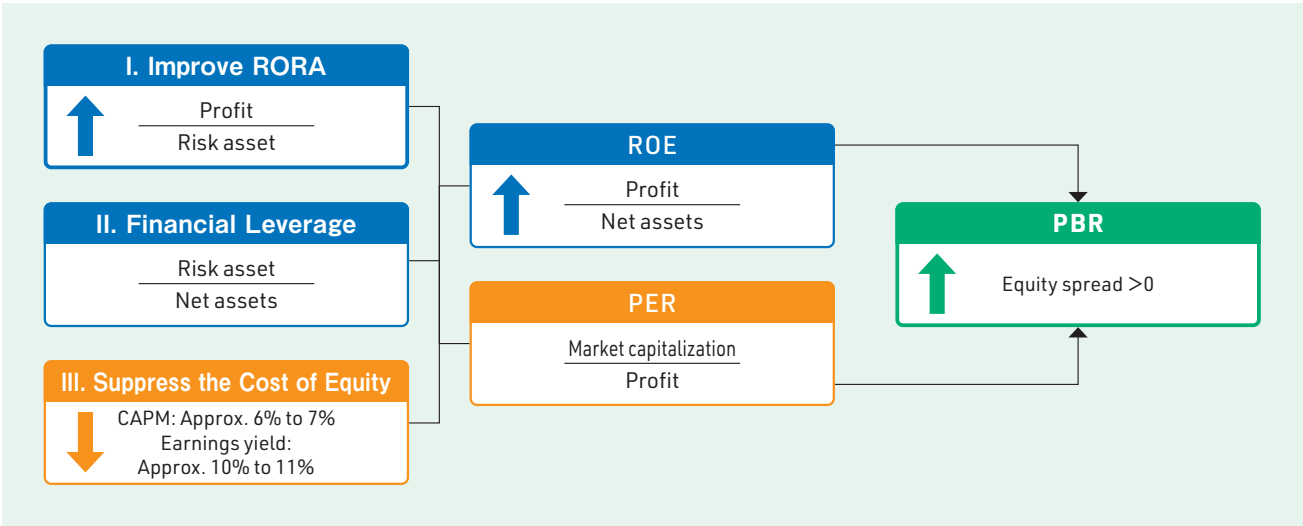 I. Improve RORA
Profit
Risk asset
II. Financial Leverage
Risk asset
Net assets
III. Suppress the Cost of Equity
CAPM: Approx. 6% to 7%
Earnings yield:
Approx. 10% to 11%
ROE
Profit
Net assets
PER
Market capitalization
Profit
PBR
Equity spread >0